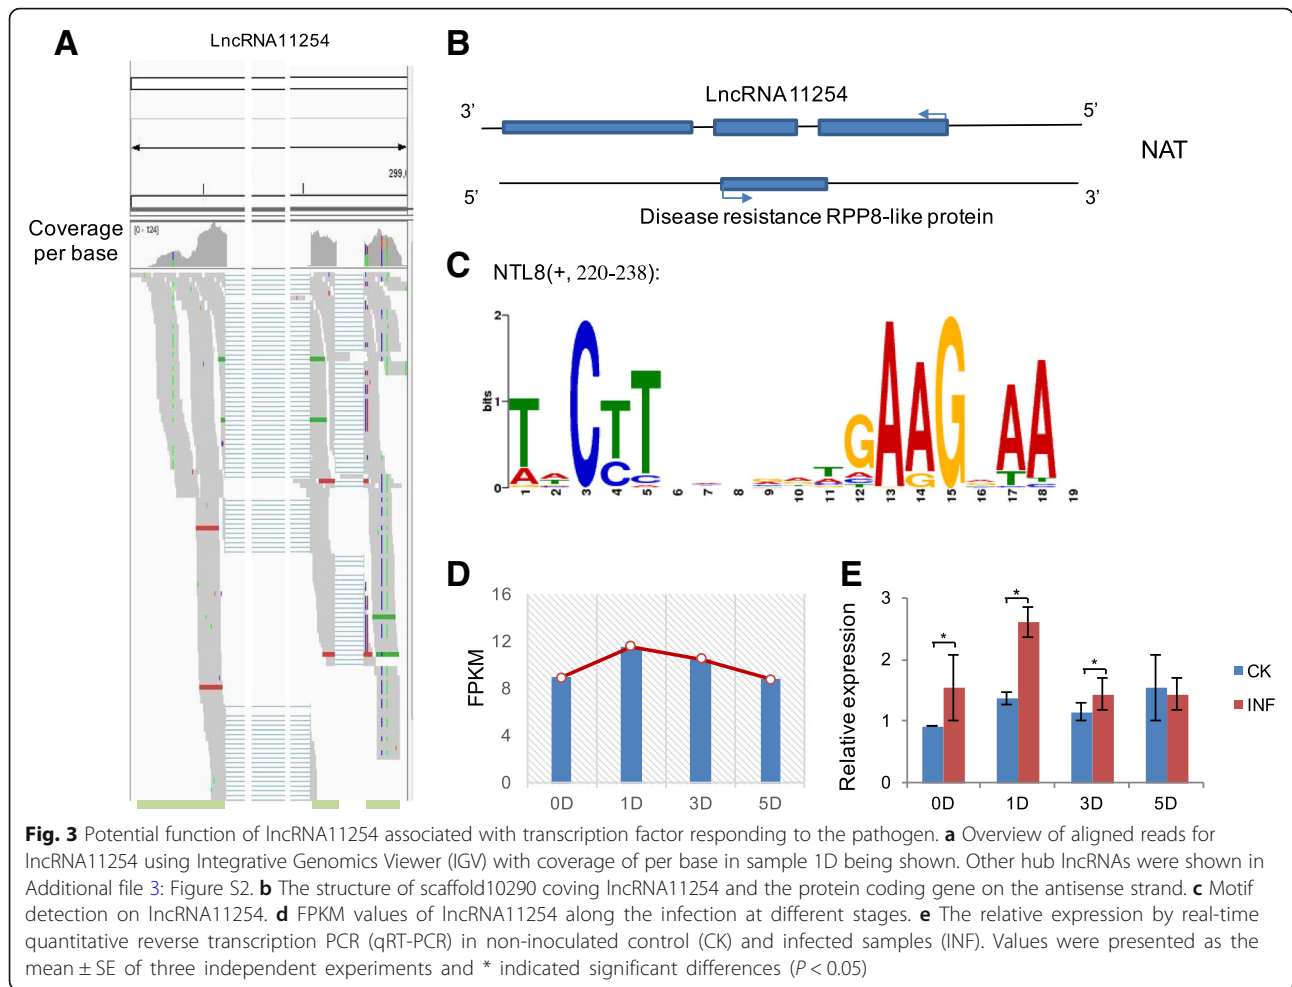 A
LncRNA11254
299,
Coverage
per base
[0 - 124]
B
LncRNA11254
3’
5’
NAT
5’
3’
Disease resistance RPP8-like protein
C
NTL8(+, 220-238):
2
1
0
bits
1 2 3 4 5 6 7 8 9 10 11 12 13 14 15 16 17 18 19
D
16
12
8
4
0
FPKM
0D 1D 3D 5D
E
3
2
1
0
Relative expression
* * *
0D 1D 3D 5D
CK
INF
Fig. 3 Potential function of lncRNA11254 associated with transcription factor responding to the pathogen. a Overview of aligned reads for
lncRNA11254 using Integrative Genomics Viewer (IGV) with coverage of per base in sample 1D being shown. Other hub lncRNAs were shown in
Additional file 3: Figure S2. b The structure of scaffold10290 coving lncRNA11254 and the protein coding gene on the antisense strand. c Motif
detection on lncRNA11254. d FPKM values of lncRNA11254 along the infection at different stages. e The relative expression by real-time
quantitative reverse transcription PCR (qRT-PCR) in non-inoculated control (CK) and infected samples (INF). Values were presented as the
mean ± SE of three independent experiments and * indicated significant differences (P < 0.05)